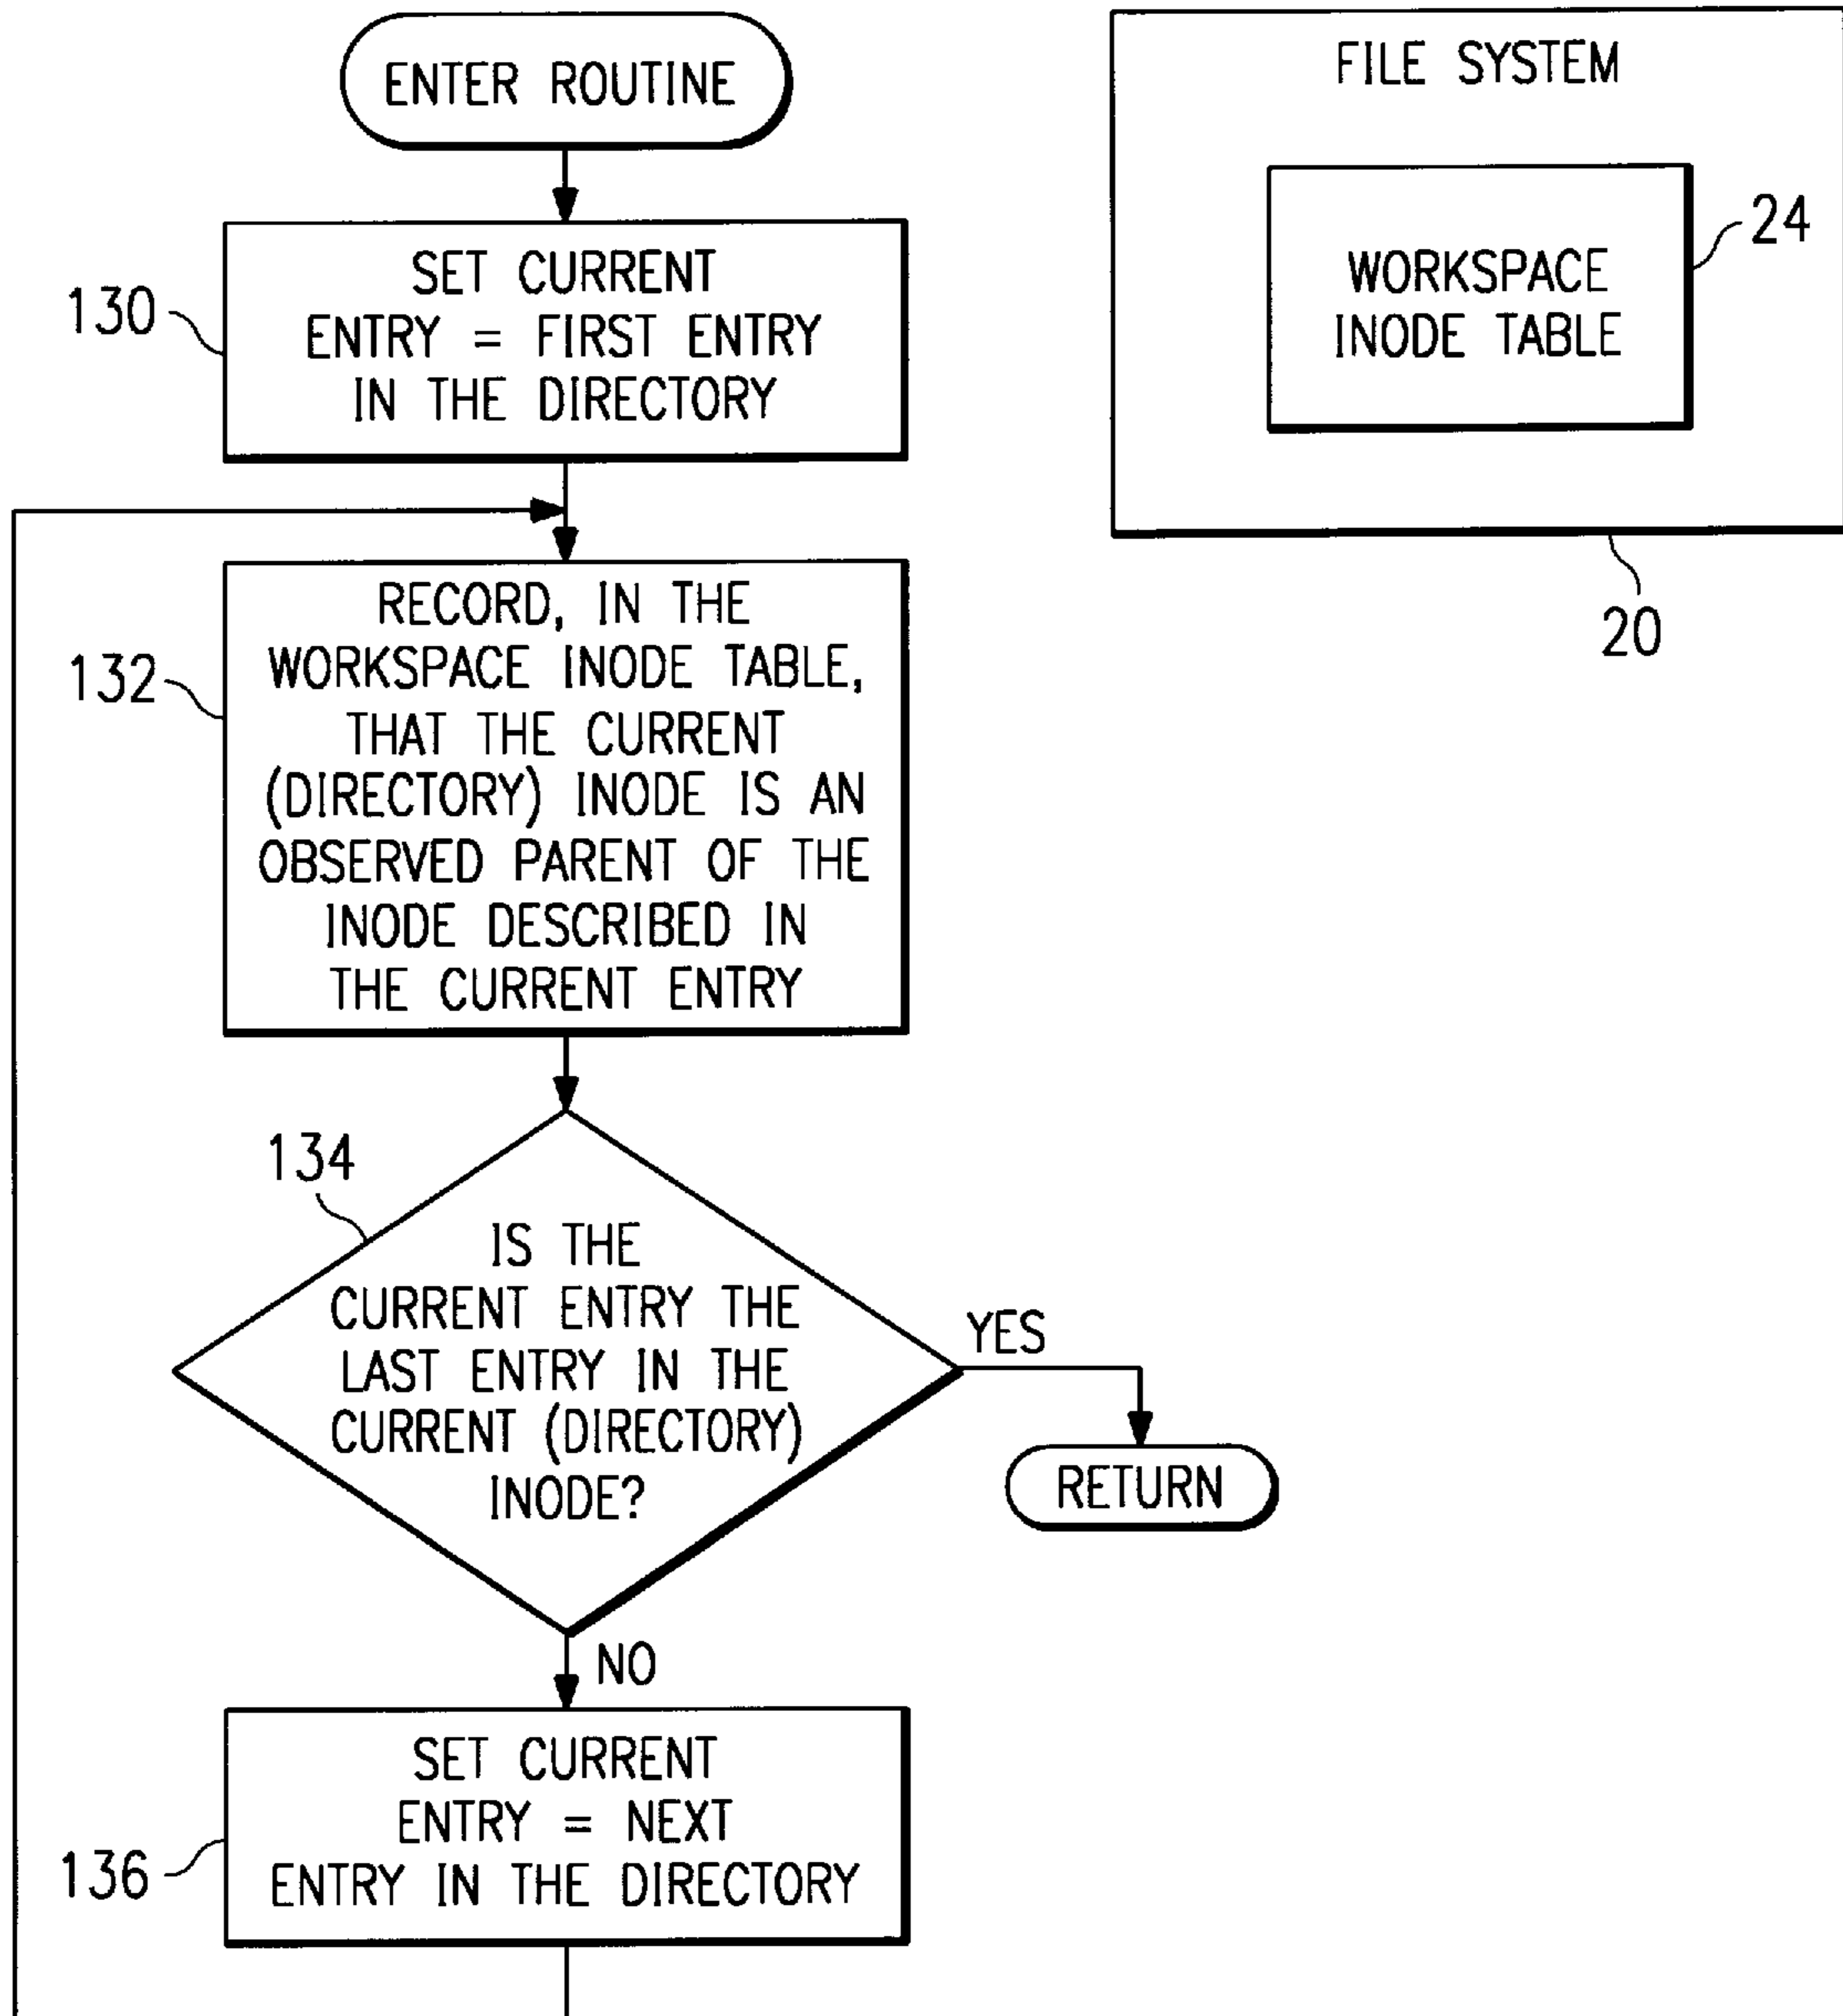 ENTER ROUTINE
130
SET CURRENT
ENTRY = FIRST ENTRY
IN THE DIRECTORY
132
RECORD, IN THE
WORKSPACE INODE TABLE,
THAT THE CURRENT
(DIRECTORY) INODE IS AN
OBSERVED PARENT OF THE
INODE DESCRIBED IN
THE CURRENT ENTRY
134
IS THE
CURRENT ENTRY THE
LAST ENTRY IN THE
CURRENT (DIRECTORY)
INODE?
YES
RETURN
NO
136
SET CURRENT
ENTRY = NEXT
ENTRY IN THE DIRECTORY
FILE SYSTEM
WORKSPACE
INODE TABLE
24
20